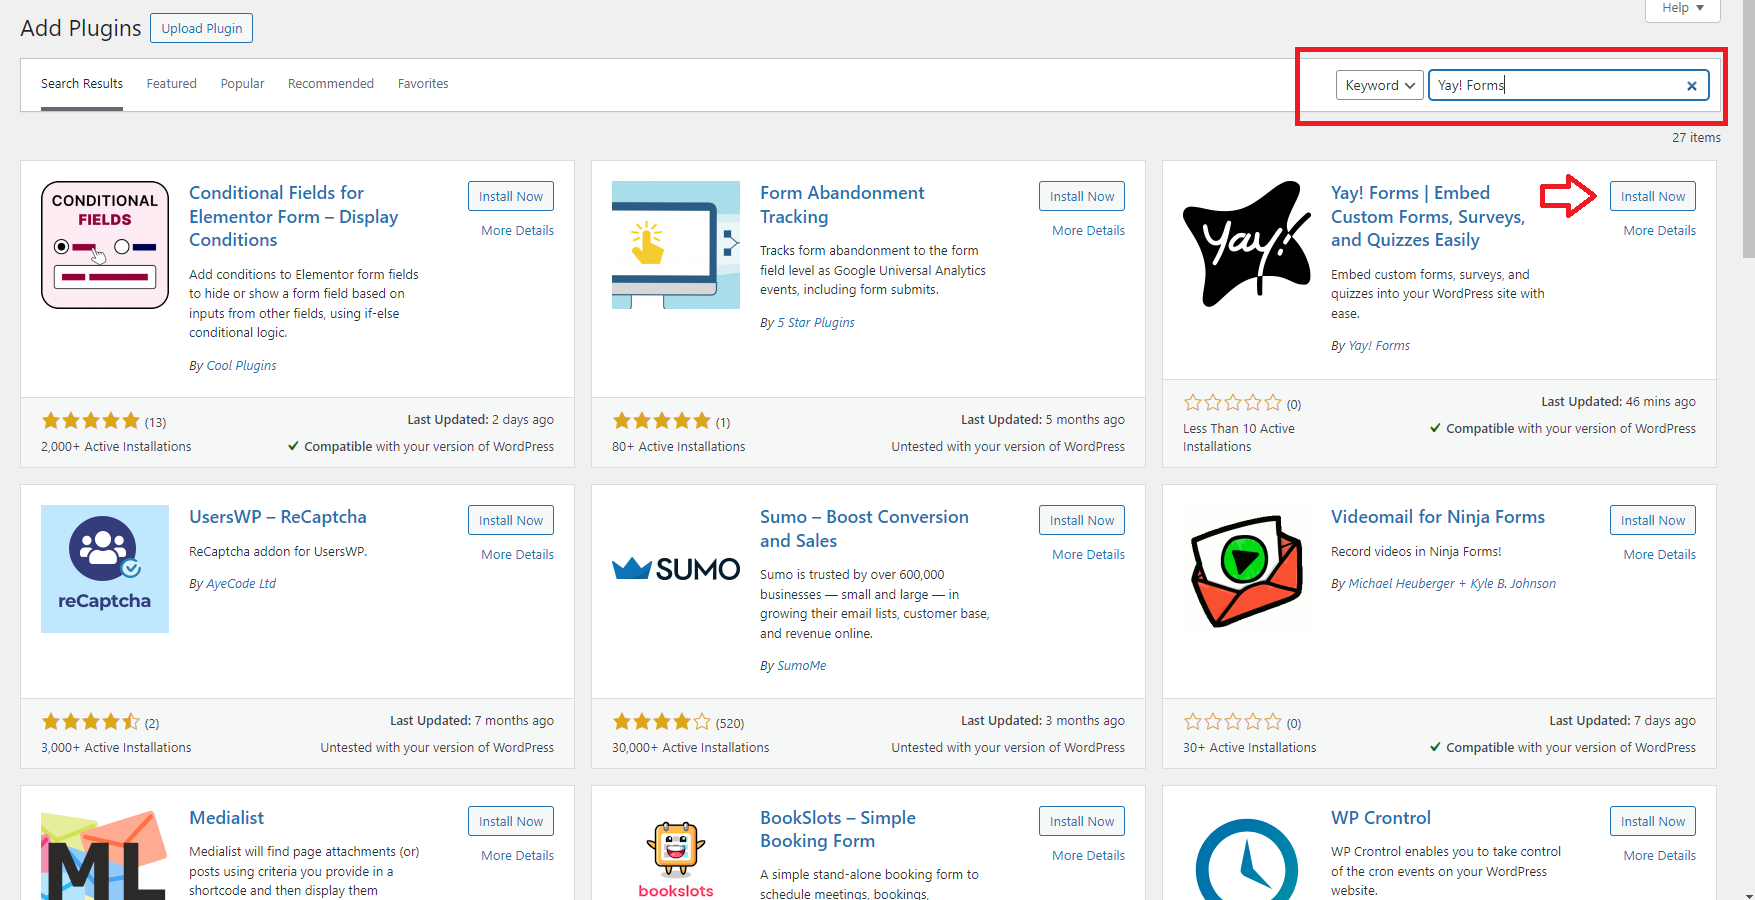 Help
Add Plugins
Upload Plugin
Search Results
Featured
Popular
Recommended
Favorites
Keyword
Yay! Forms
27 items
CONDITIONAL
FIELDS
Conditional Fields for
Elementor Form – Display
Conditions
Install Now
More Details
Add conditions to Elementor form fields
to hide or show a form field based on
inputs from other fields, using if-else
conditional logic.
By Cool Plugins
(13)
Last Updated: 2 days ago
2,000+ Active Installations
Compatible with your version of WordPress
Form Abandonment
Tracking
Install Now
More Details
Tracks form abandonment to the form
field level as Google Universal Analytics
events, including form submits.
By 5 Star Plugins
(1)
Last Updated: 5 months ago
80+ Active Installations
Untested with your version of WordPress
Yay!
Yay! Forms | Embed
Custom Forms, Surveys,
and Quizzes Easily
Install Now
More Details
Embed custom forms, surveys, and
quizzes into your WordPress site with
ease.
By Yay! Forms
(0)
Last Updated: 46 mins ago
Less Than 10 Active
Installations
Compatible with your version of WordPress
reCaptcha
UsersWP – ReCaptcha
Install Now
More Details
ReCaptcha addon for UsersWP.
By AyeCode Ltd
(2)
Last Updated: 7 months ago
3,000+ Active Installations
Untested with your version of WordPress
SUMO
Sumo – Boost Conversion
and Sales
Install Now
More Details
Sumo is trusted by over 600,000
businesses — small and large — in
growing their email lists, customer base,
and revenue online.
By SumoMe
(520)
Last Updated: 3 months ago
30,000+ Active Installations
Untested with your version of WordPress
Videomail for Ninja Forms
Install Now
More Details
Record videos in Ninja Forms!
By Michael Heuberger + Kyle B. Johnson
(0)
Last Updated: 7 days ago
30+ Active Installations
Compatible with your version of WordPress
ML
Medialist
Install Now
More Details
Medialist will find page attachments (or)
posts using criteria you provide in a
shortcode and then display them
bookslots
BookSlots – Simple
Booking Form
Install Now
More Details
A simple stand-alone booking form to
schedule meetings, bookings,
WP Crontrol
Install Now
More Details
WP Crontrol enables you to take control
of the cron events on your WordPress
website.